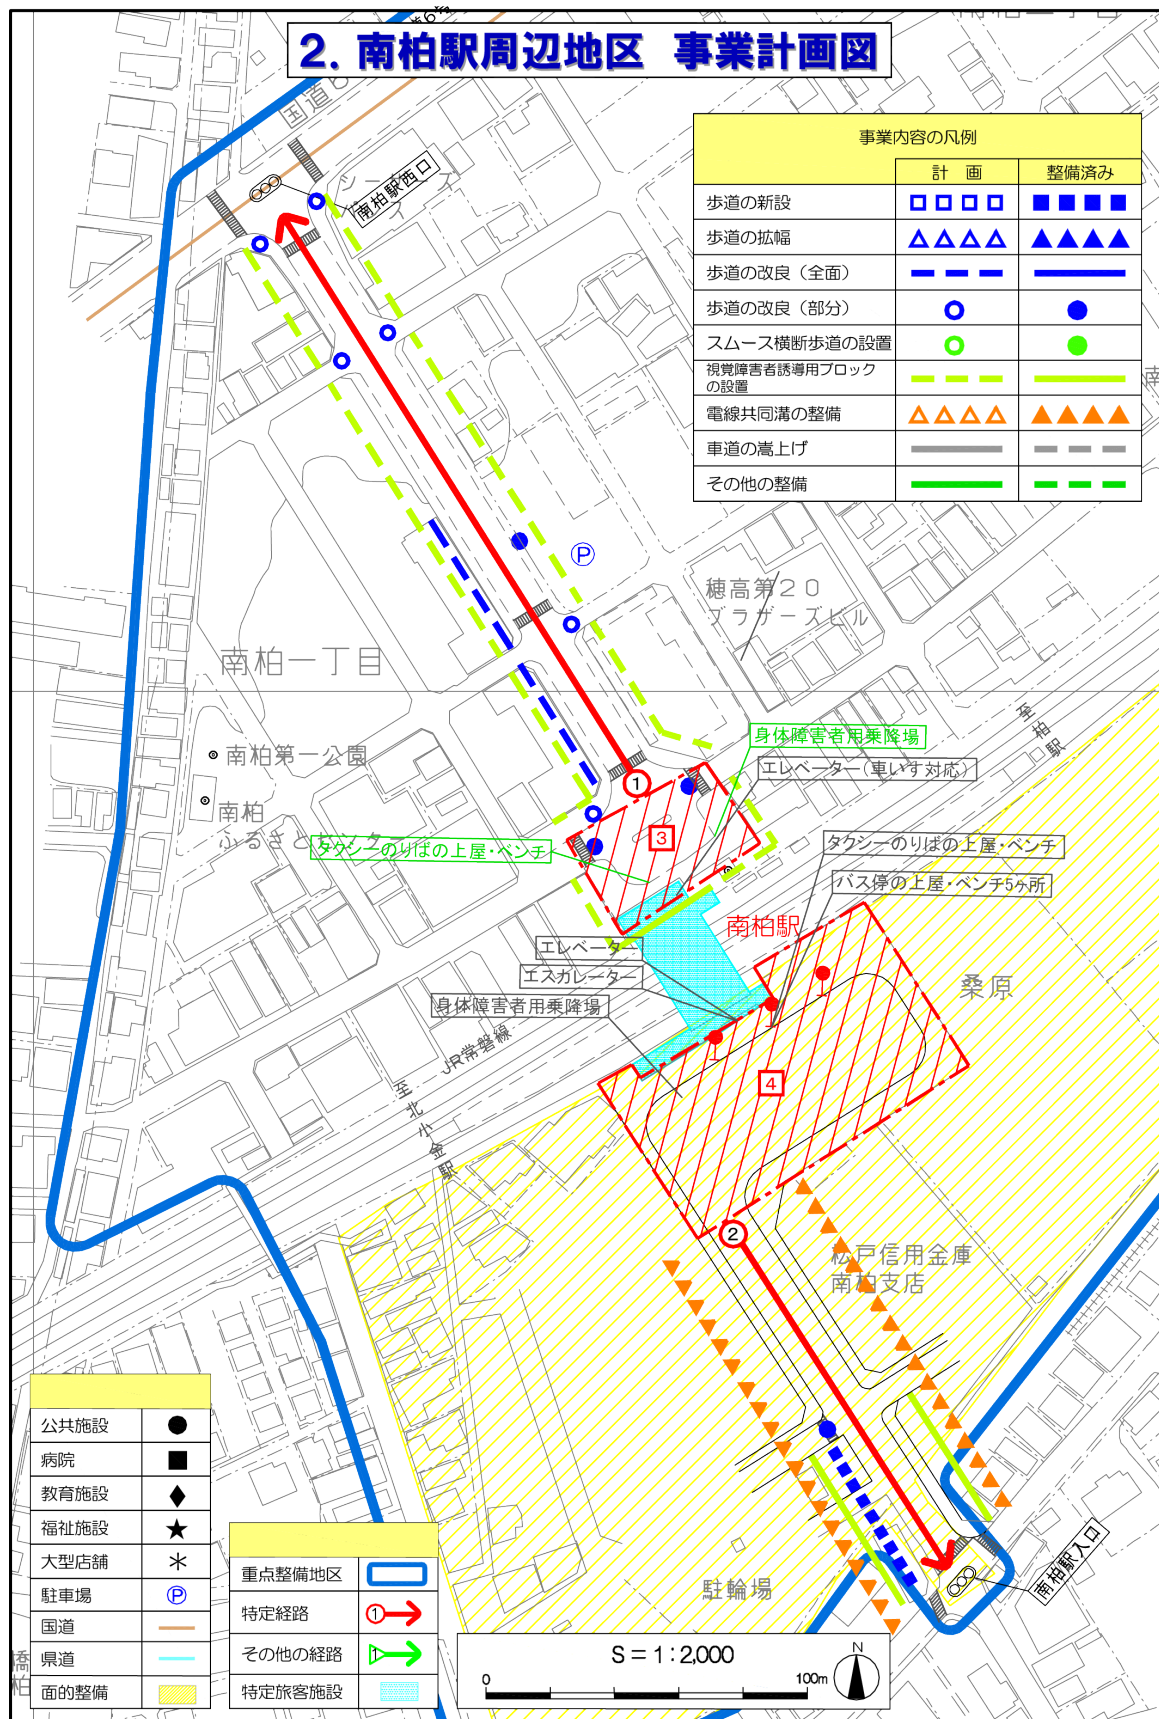 2. 南柏駅周辺地区　事業計画図
南柏駅西口
事業内容の凡例
計　画
整備済み
歩道の新設
歩道の拡幅
歩道の改良（全面）
歩道の改良（部分）
スムース横断歩道の設置
視覚障害者誘導用ブロック
の設置
電線共同溝の整備
車道の嵩上げ
その他の整備
Ⓟ
穂高第２０
ブラザーズビル
南柏一丁目
至柏駅
南柏第一公園
南柏
身体障害者用乗降場
エレベーター（車いす対応）
①
3
タクシーのりばの上屋・ベンチ
タクシーのりばの上屋・ベンチ
バス停の上屋・ベンチ5ヶ所
南柏駅
エレベーター
エスカレーター
身体障害者用乗降場
桑原
JR常磐線
至北小金駅
4
②
松戸信用金庫
南柏支店
駐輪場
南柏駅入口
公共施設
病院
教育施設
福祉施設
大型店舗
駐車場 Ⓟ
国道
県道
面的整備
重点整備地区
特定経路 ①
その他の経路 1
特定旅客施設
S＝1：2,000
0 100m
N